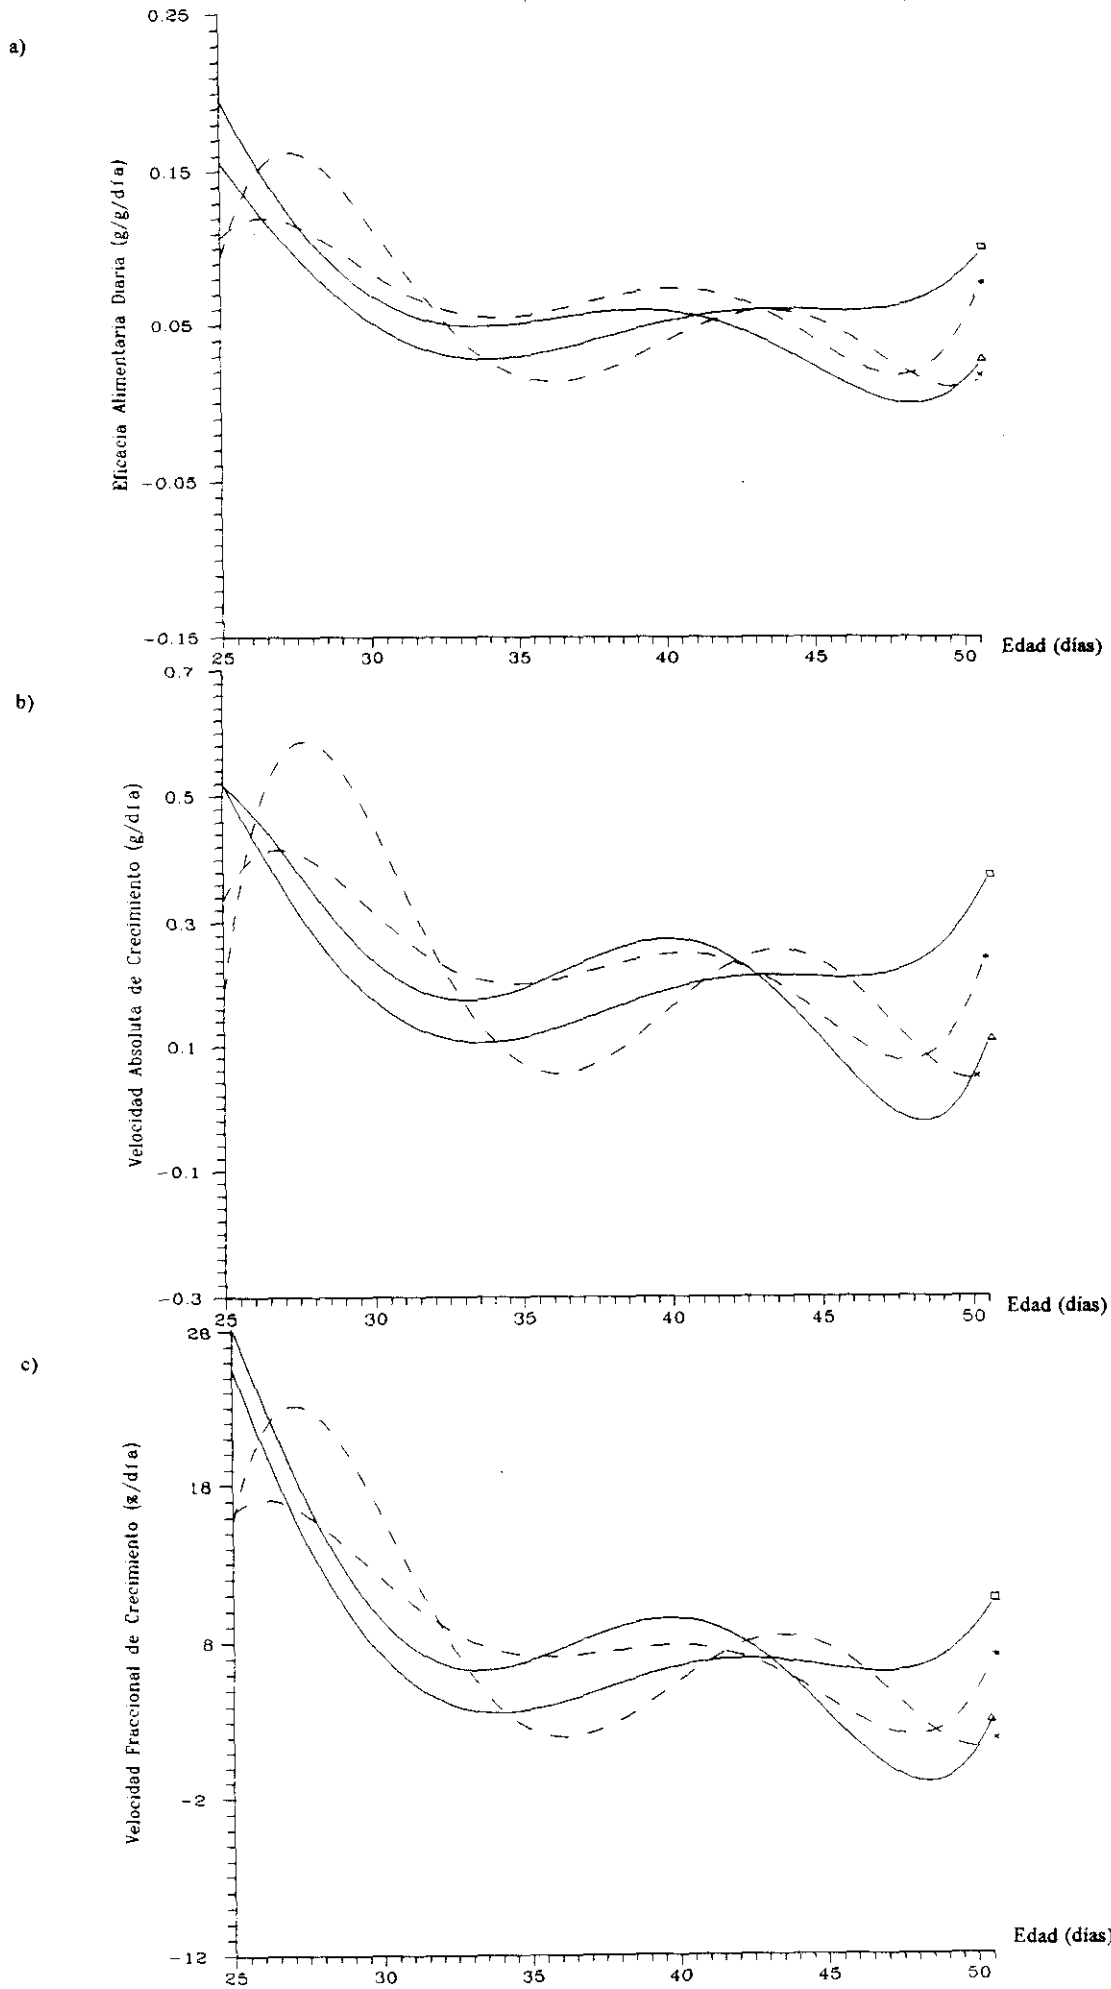 a)
Eficacia Alimentaria Diaria (g/g/día)
0.25
0.15
0.05
-0.05
-0.15
25 30 35 40 45 50 Edad (días)
b)
Velocidad Absoluta de Crecimiento (g/día)
0.7
0.5
0.3
0.1
-0.1
-0.3
25 30 35 40 45 50 Edad (días)
c)
Velocidad Fraccional de Crecimiento (%/día)
28
18
8
-2
-12
25 30 35 40 45 50 Edad (días)